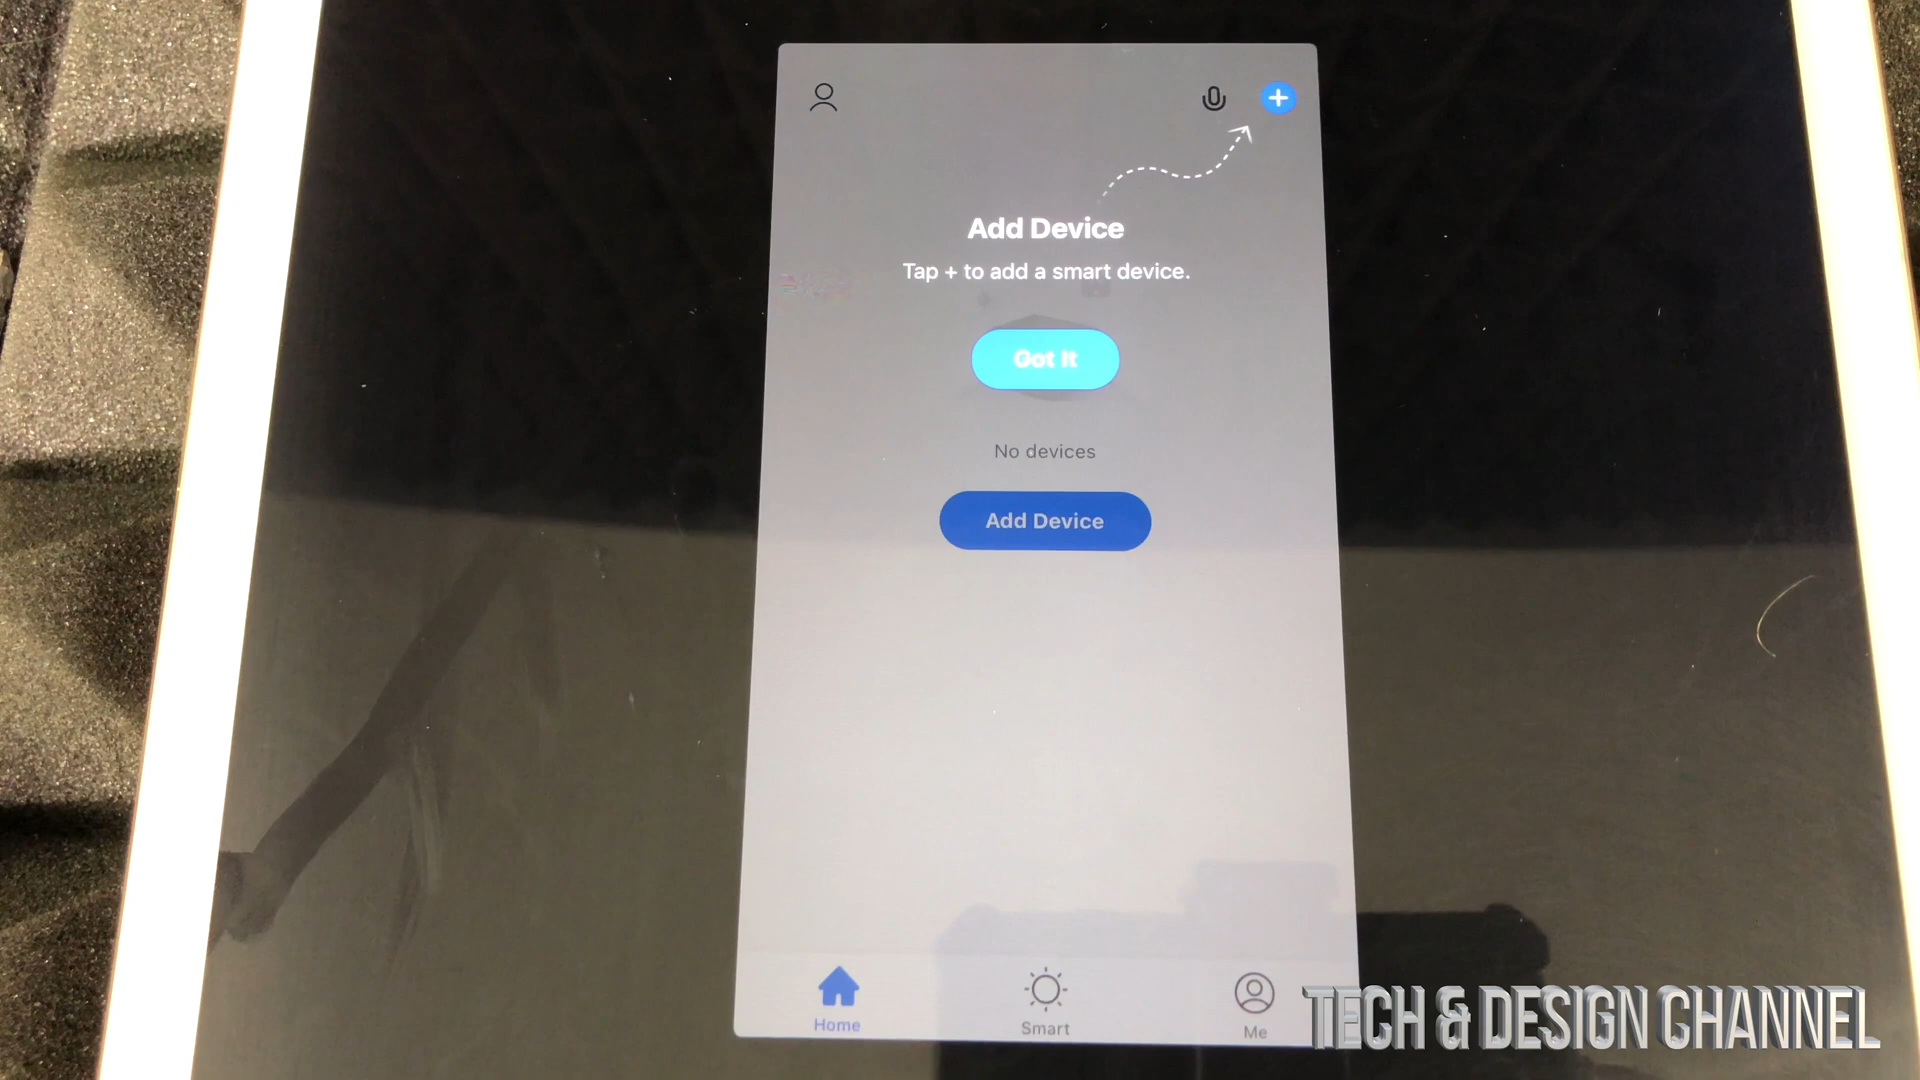 Add Device
Tap + to add a smart device.
Got It
No devices
Add Device
Home
Smart
Me
TECH & DESIGN CHANNEL